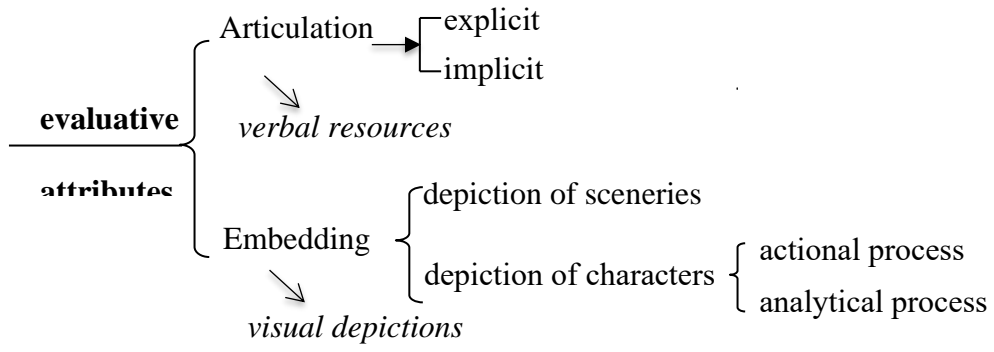 evaluative
attributes
Articulation
explicit
implicit
verbal resources
Embedding
depiction of sceneries
depiction of characters
actional process
analytical process
visual depictions